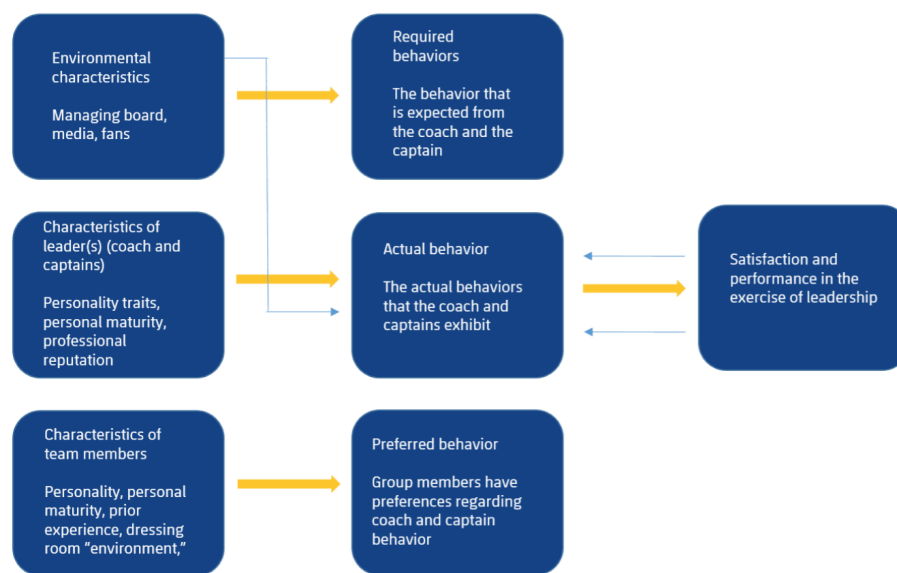 Environmental
characteristics
Managing board,
media, fans
Required
behaviors
The behavior that
is expected from
the coach and the
captain
Characteristics of
leader(s) (coach and
captains)
Personality traits,
personal maturity,
professional
reputation
Actual behavior
The actual behaviors
that the coach and
captains exhibit
Satisfaction and
performance in the
exercise of leadership
Characteristics of
team members
Personality, personal
maturity, prior
experience, dressing
room "environment,"
Preferred behavior
Group members have
preferences regarding
coach and captain
behavior